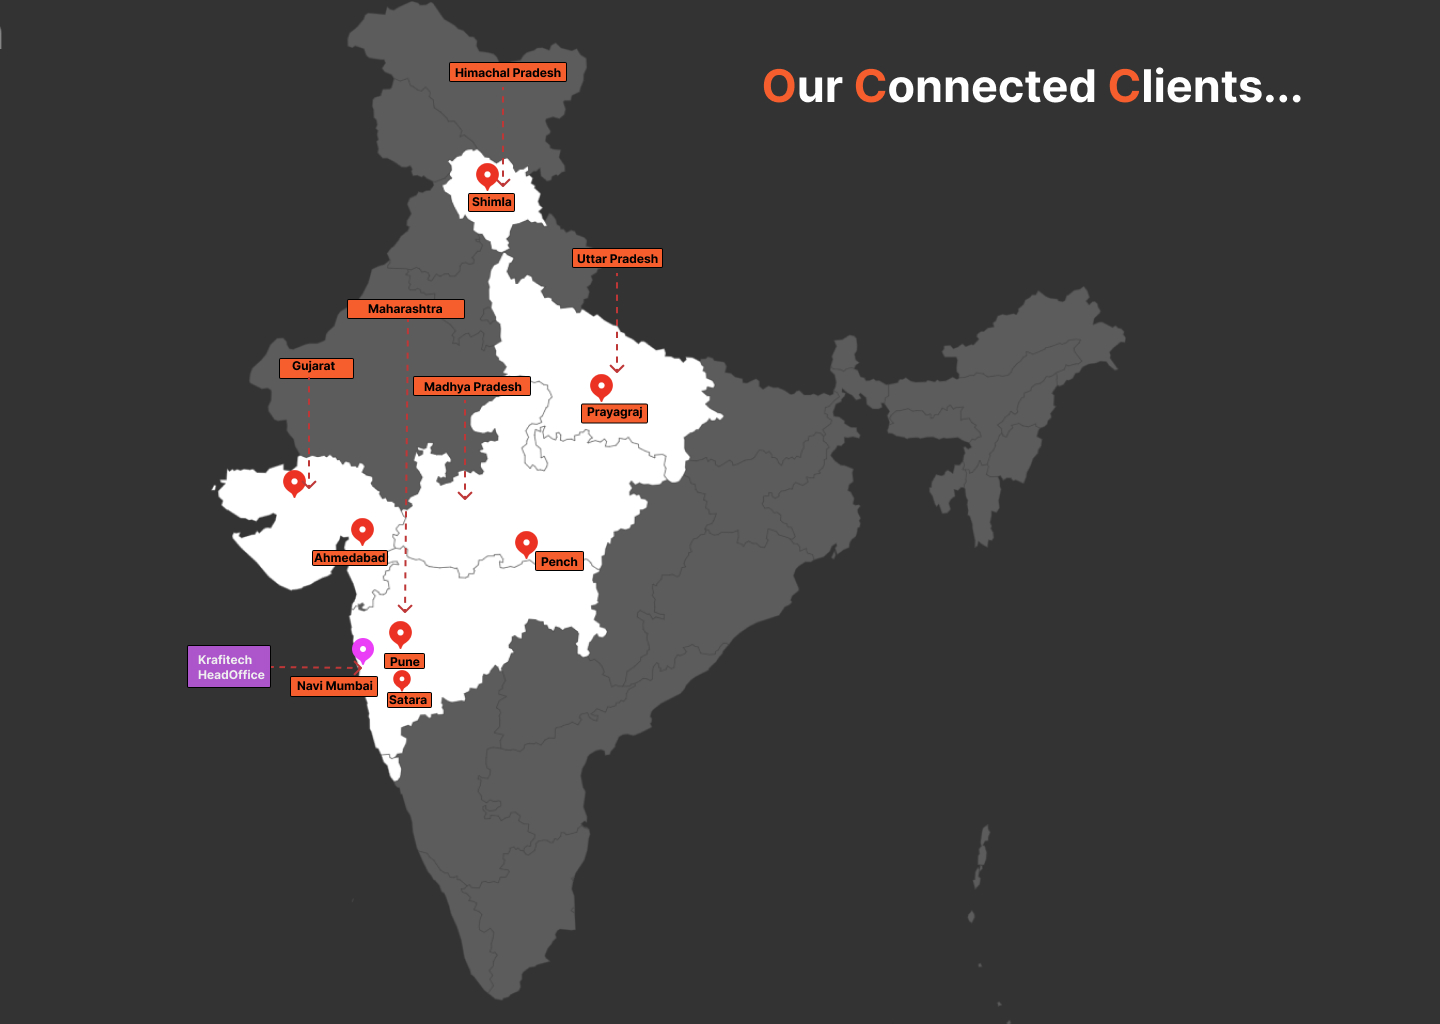 Our Connected Clients...
Himachal Pradesh
Shimla
Uttar Pradesh
Maharashtra
Gujarat
Madhya Pradesh
Prayagraj
Ahmedabad
Pench
Krafitech
HeadOffice
Pune
Navi Mumbai
Satara